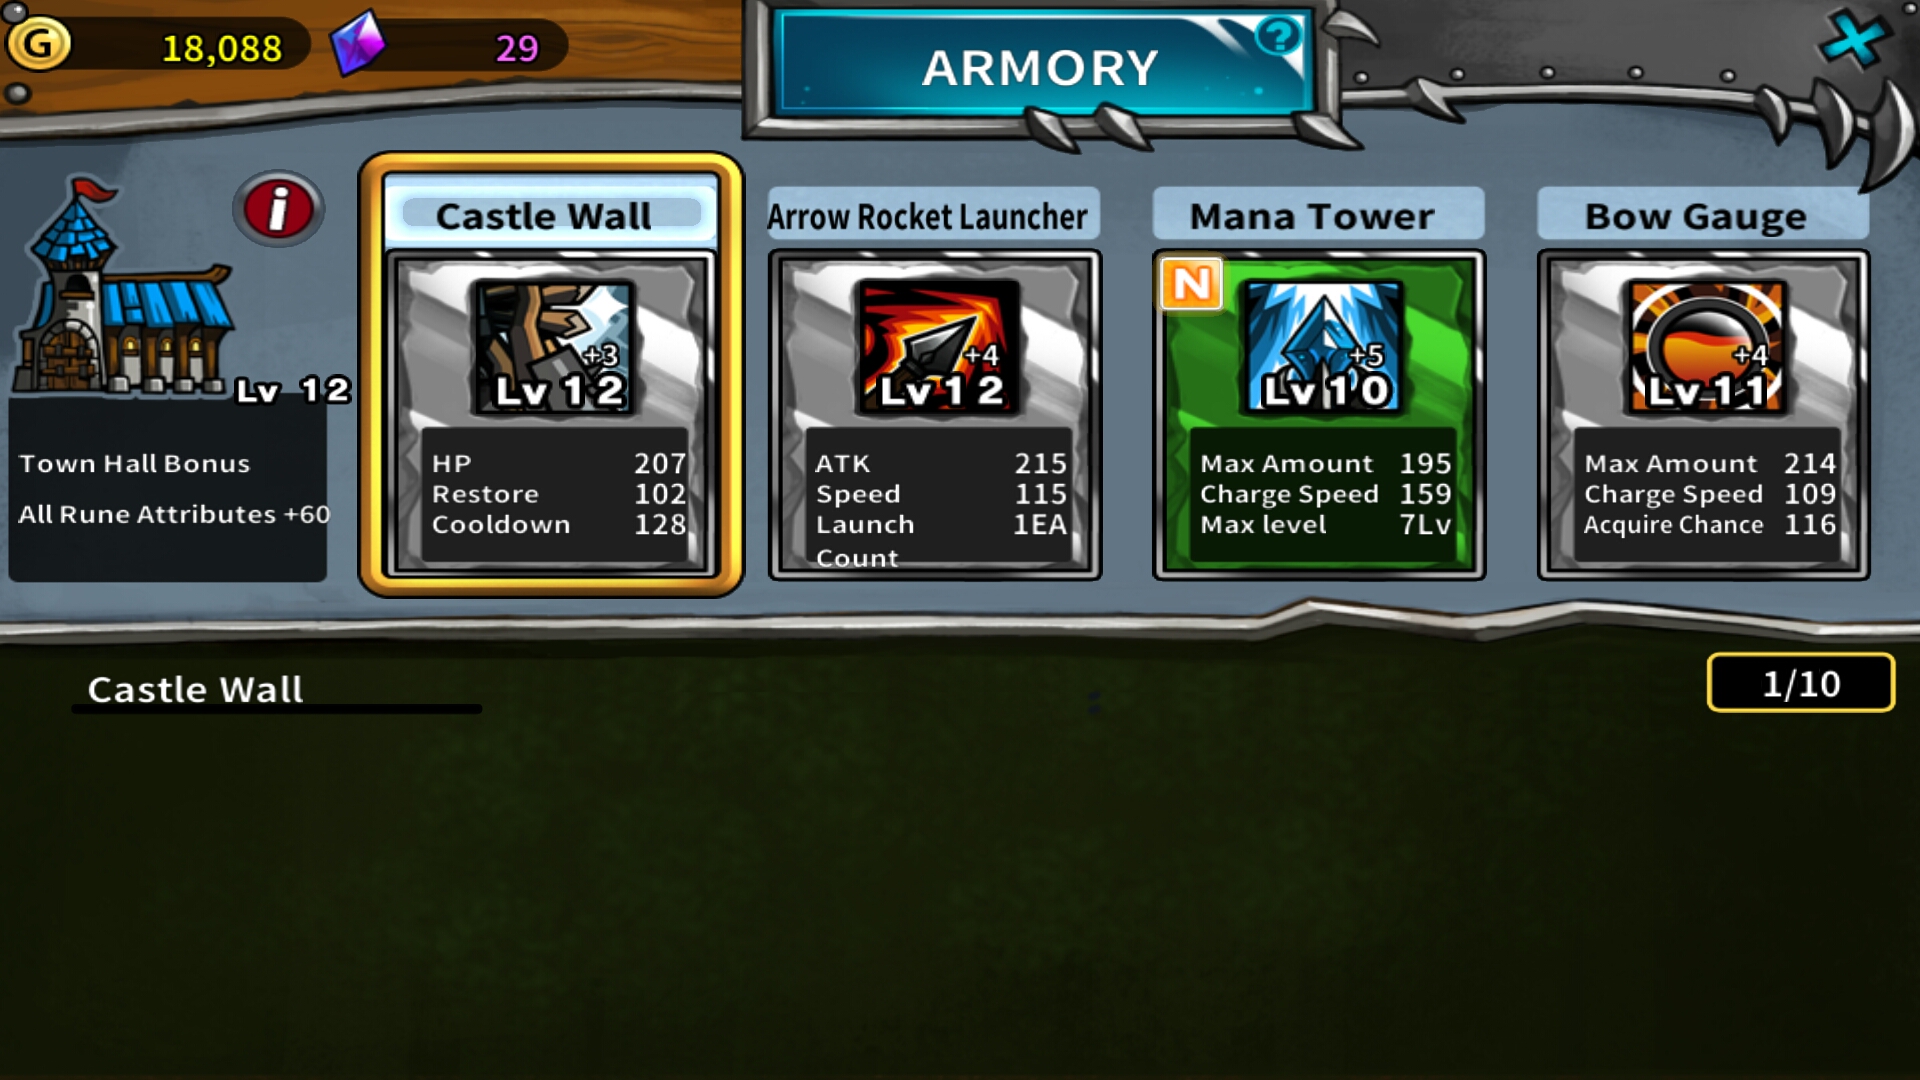 G 18,088 29
ARMORY ?
i
Lv 12
Town Hall Bonus
All Rune Attributes +60
Castle Wall
+3
Lv 12
HP 207
Restore 102
Cooldown 128
Arrow Rocket Launcher
+4
Lv 12
ATK 215
Speed 115
Launch 1EA
Count
Mana Tower
N
+5
Lv 10
Max Amount 195
Charge Speed 159
Max level 7Lv
Bow Gauge
+4
Lv 11
Max Amount 214
Charge Speed 109
Acquire Chance 116
Castle Wall
1/10